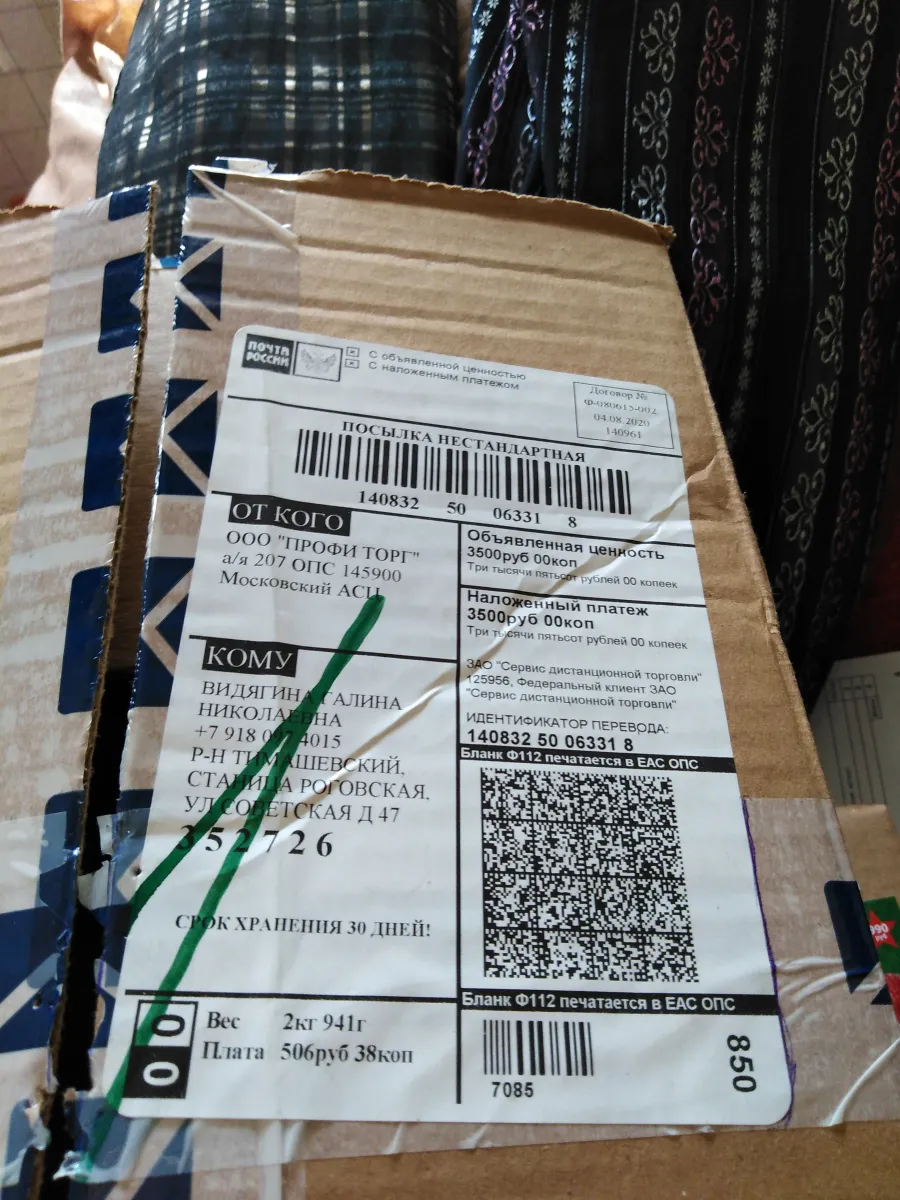 ПОЧТА
РОССИИ
С объявленной ценностью
С наложенным платежом
Договор №
Ф-080615-002
04.08.2020
140961
ПОСЫЛКА НЕСТАНДАРТНАЯ
140832 50 06331 8
ОТ КОГО
ООО "ПРОФИ ТОРГ"
а/я 207 ОПС 145900
Московский АСЦ
Объявленная ценность
3500руб 00коп
Три тысячи пятьсот рублей 00 копеек
Наложенный платеж
3500руб 00коп
Три тысячи пятьсот рублей 00 копеек
ЗАО "Сервис дистанционной торговли"
125956, Федеральный клиент ЗАО
"Сервис дистанционной торговли"
ИДЕНТИФИКАТОР ПЕРЕВОДА:
140832 50 06331 8
Бланк Ф112 печатается в ЕАС ОПС
КОМУ
ВИДЯГИНА ГАЛИНА
НИКОЛАЕВНА
+7 918 4015
Р-Н ТИМАШЕВСКИЙ,
СТАНИЦА РОГОВСКАЯ,
УЛ СОВЕТСКАЯ Д 47
352726
СРОК ХРАНЕНИЯ 30 ДНЕЙ!
Бланк Ф112 печатается в ЕАС ОПС
00
Вес 2кг 941г
Плата 506руб 38коп
7085
850
990
руб